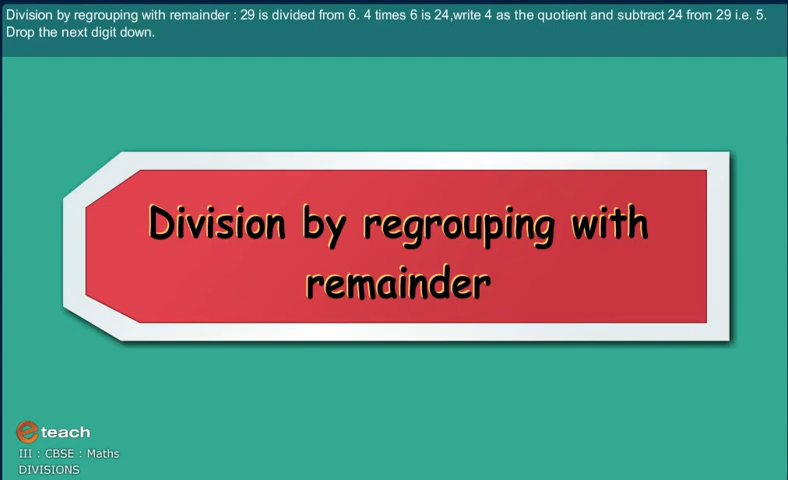 Division by regrouping with remainder : 29 is divided from 6. 4 times 6 is 24,write 4 as the quotient and subtract 24 from 29 i.e. 5.
Drop the next digit down.
Division by regrouping with
remainder
eteach
III : CBSE : Maths
DIVISIONS